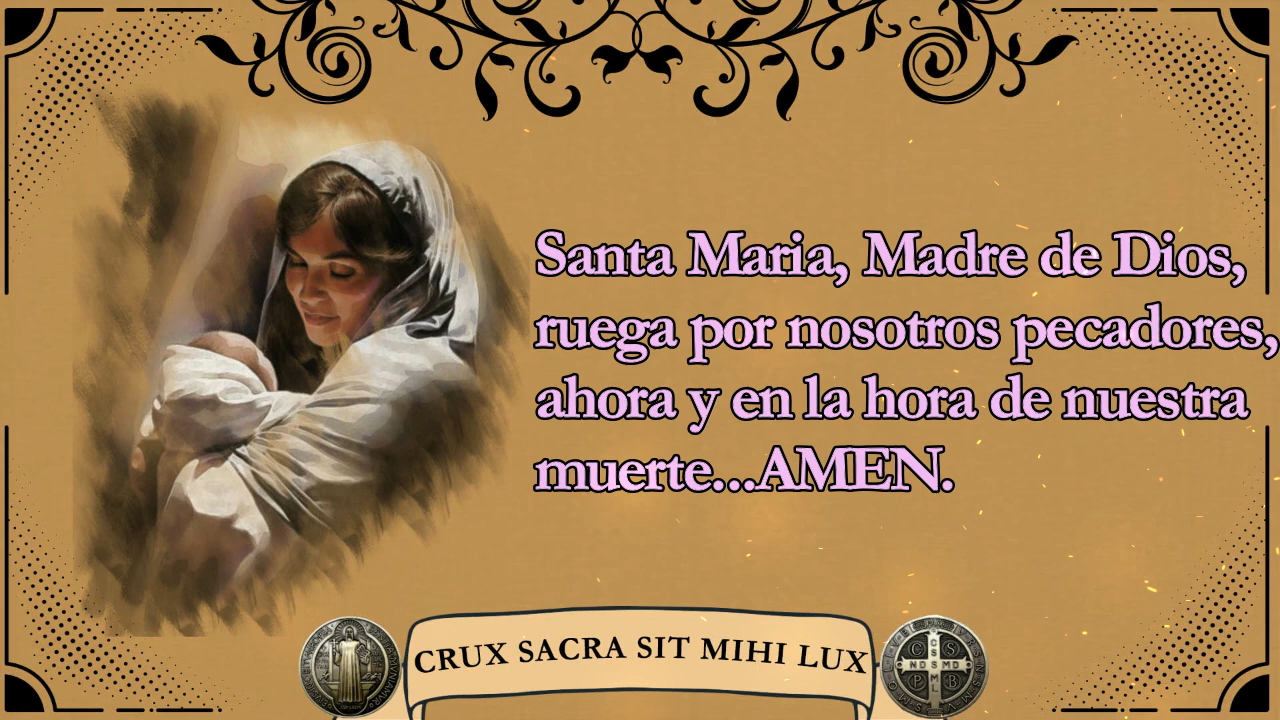 Santa Maria, Madre de Dios,
ruega por nosotros pecadores,
ahora y en la hora de nuestra
muerte...AMEN.
CRUX SACRA SIT MIHI LUX
C S
C
S
N D S M D
M
L
P B